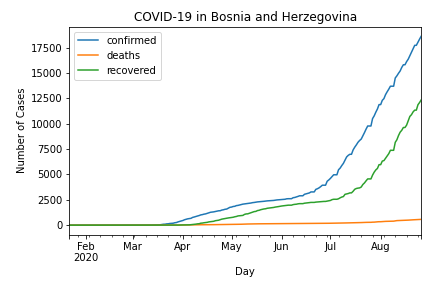 COVID-19 in Bosnia and Herzegovina
confirmed
deaths
recovered
Number of Cases
17500
15000
12500
10000
7500
5000
2500
0
Feb Mar Apr May Jun Jul Aug
2020
Day